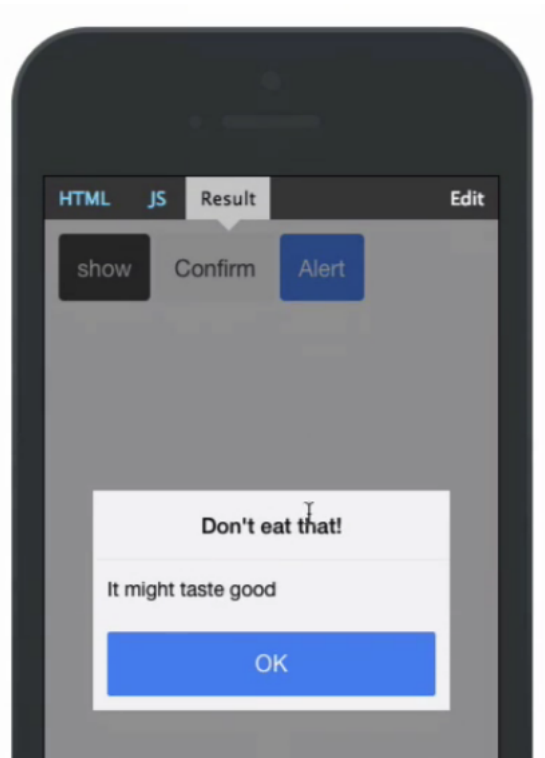 HTML JS Result Edit
show Confirm Alert
Don't eat that!
It might taste good
OK